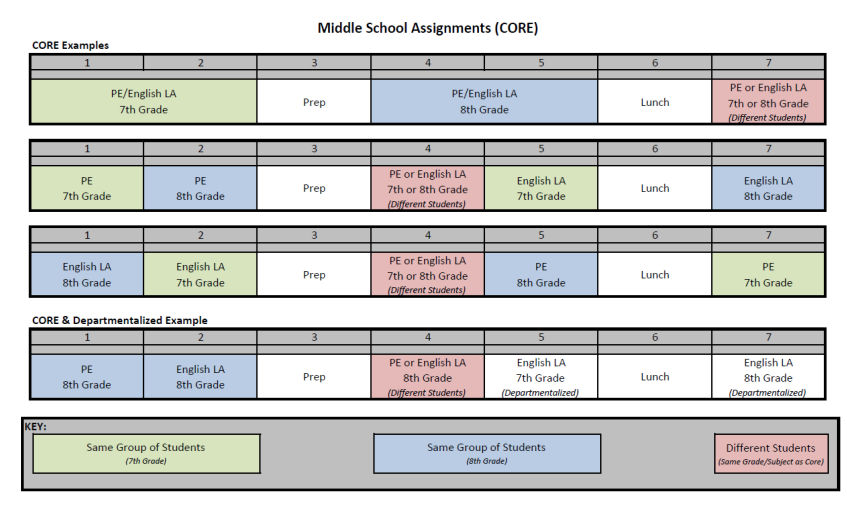 Middle School Assignments (CORE)
CORE Examples
1 2 3 4 5 6 7
PE/English LA
7th Grade
Prep
PE/English LA
8th Grade
Lunch
PE or English LA
7th or 8th Grade
(Different Students)
1 2 3 4 5 6 7
PE
7th Grade
PE
8th Grade
Prep
PE or English LA
7th or 8th Grade
(Different Students)
English LA
7th Grade
Lunch
English LA
8th Grade
1 2 3 4 5 6 7
English LA
8th Grade
English LA
7th Grade
Prep
PE or English LA
7th or 8th Grade
(Different Students)
PE
8th Grade
Lunch
PE
7th Grade
CORE & Departmentalized Example
1 2 3 4 5 6 7
PE
8th Grade
English LA
8th Grade
Prep
PE or English LA
8th Grade
(Different Students)
English LA
7th Grade
(Departmentalized)
Lunch
English LA
8th Grade
(Departmentalized)
KEY:
Same Group of Students
(7th Grade)
Same Group of Students
(8th Grade)
Different Students
(Same Grade/Subject as Core)